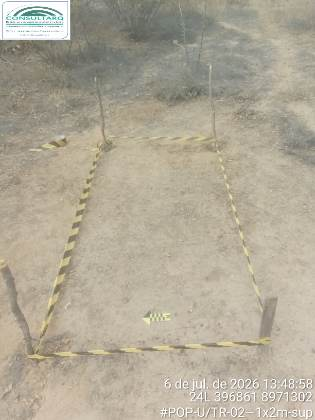 CONSULTARQ
6 de jul. de 2026 13:48:58
24L 396861 8971302
#POP-U/TR-02-1x2m-sup